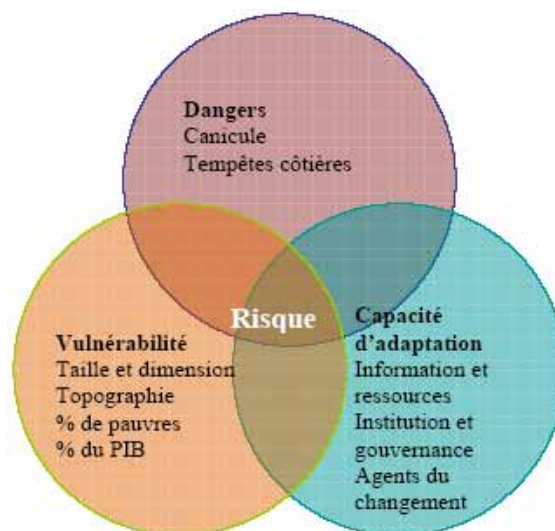 Dangers
Canicule
Tempêtes côtières
Risque
Vulnérabilité
Taille et dimension
Topographie
% de pauvres
% du PIB
Capacité
d'adaptation
Information et
ressources
Institution et
gouvernance
Agents du
changement